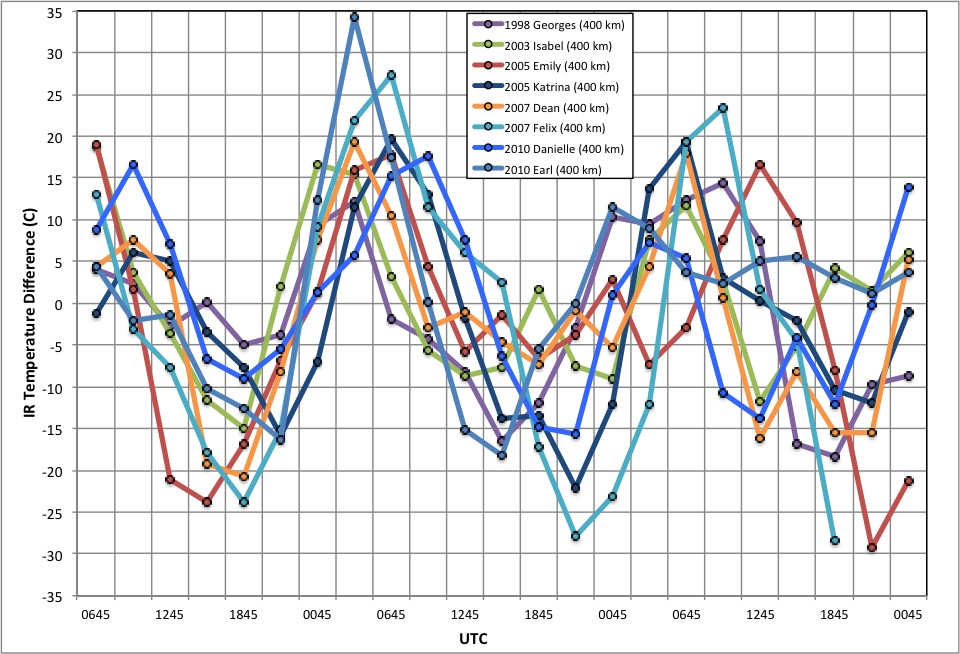 35
30
25
20
15
10
5
0
-5
-10
-15
-20
-25
-30
-35
IR Temperature Difference (C)
1998 Georges (400 km)
2003 Isabel (400 km)
2005 Emily (400 km)
2005 Katrina (400 km)
2007 Dean (400 km)
2007 Felix (400 km)
2010 Danielle (400 km)
2010 Earl (400 km)
0645 1245 1845 0045 0645 1245 1845 0045 0645 1245 1845 0045
UTC